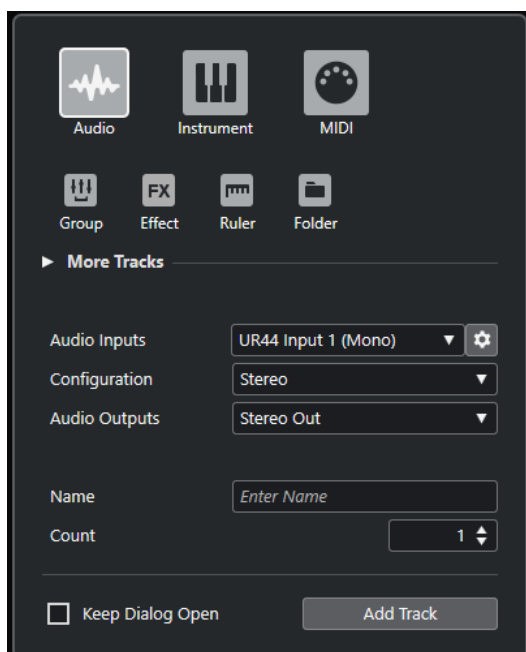 Audio Instrument MIDI
FX
Group Effect Ruler Folder
More Tracks
Audio Inputs UR44 Input 1 (Mono)
Configuration Stereo
Audio Outputs Stereo Out
Name Enter Name
Count 1
Keep Dialog Open Add Track